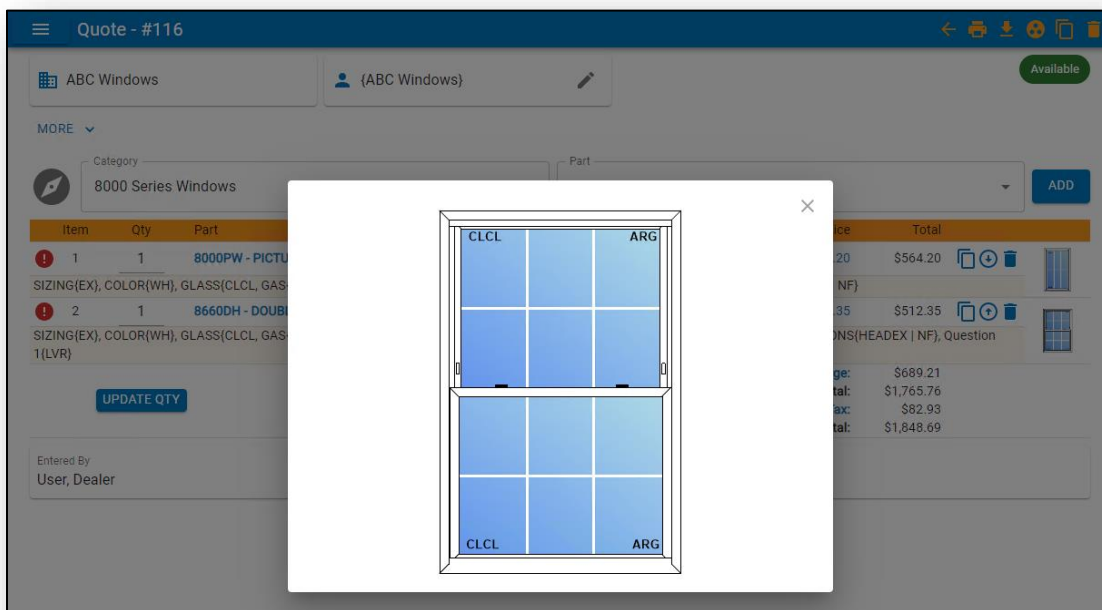 Quote - #116
ABC Windows
{ABC Windows}
Available
MORE
Category
Part
8000 Series Windows
ADD
Item Qty Part ice Total
1 1 8000PW - PICTU .20 $564.20
SIZING{EX}, COLOR{WH}, GLASS{CLCL, GAS NF}
2 1 8660DH - DOUBL .35 $512.35
SIZING{EX}, COLOR{WH}, GLASS{CLCL, GAS ONS{HEADEX | NF}, Question
1{LVR}
ge: $689.21
tal: $1,765.76
ax: $82.93
tal: $1,848.69
UPDATE QTY
Entered By
User, Dealer
CLCL ARG
CLCL ARG